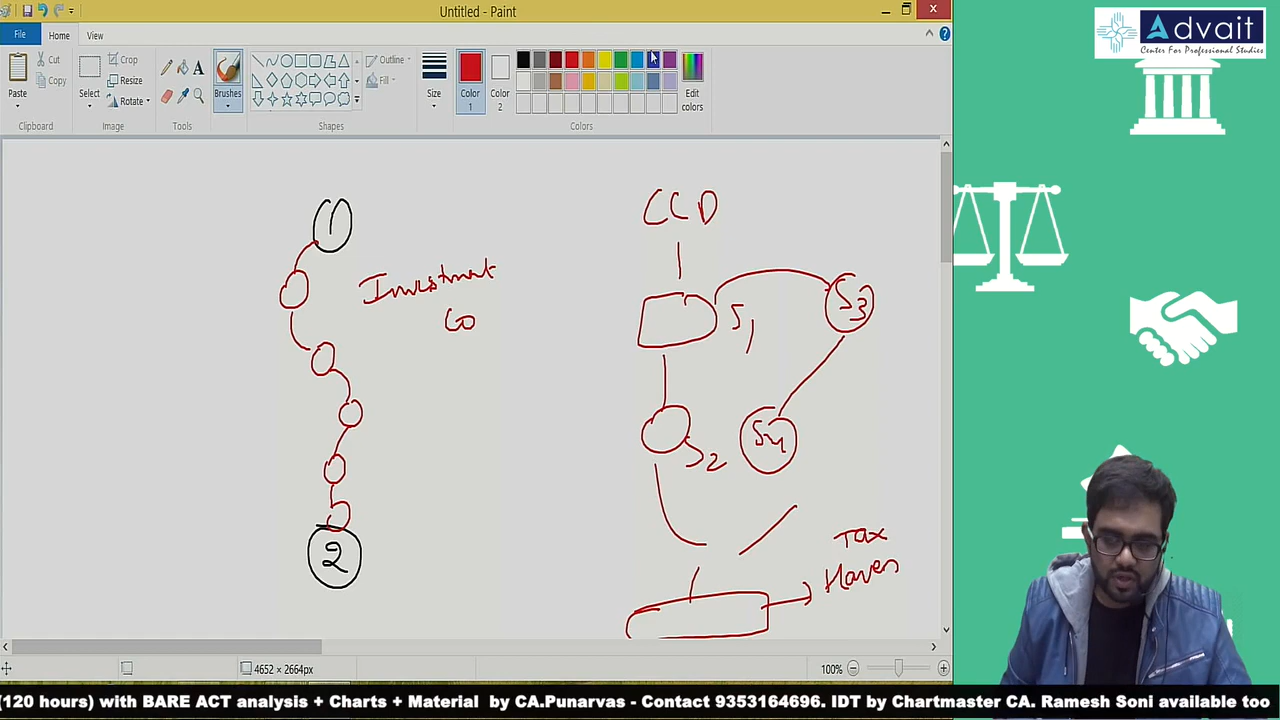 Untitled - Paint
File
Home
View
Paste
Cut
Copy
Clipboard
Select
Crop
Resize
Rotate
Image
A
Tools
Brushes
Shapes
Outline
Fill
Size
Color
1
Color
2
Edit
colors
Colors
Advait
Center For Professional Studies
1
Investment
Co
2
CCD
S1
S3
S2
S4
Tax
Haven
4652 × 2664px
100%
(120 hours) with BARE ACT analysis + Charts + Material by CA.Punarvas - Contact 9353164696. IDT by Chartmaster CA. Ramesh Soni available too